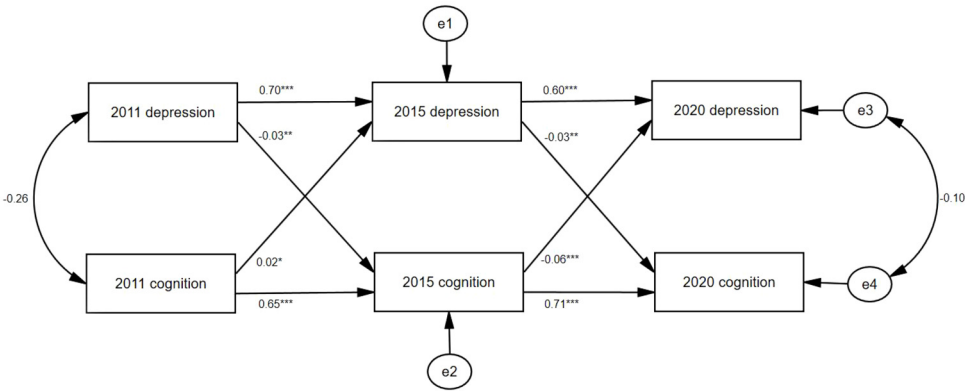 e1
0.70***
0.60***
2011 depression
2015 depression
2020 depression
e3
-0.03**
-0.03**
-0.26
-0.10
0.02*
-0.06***
2011 cognition
2015 cognition
2020 cognition
e4
0.65***
0.71***
e2